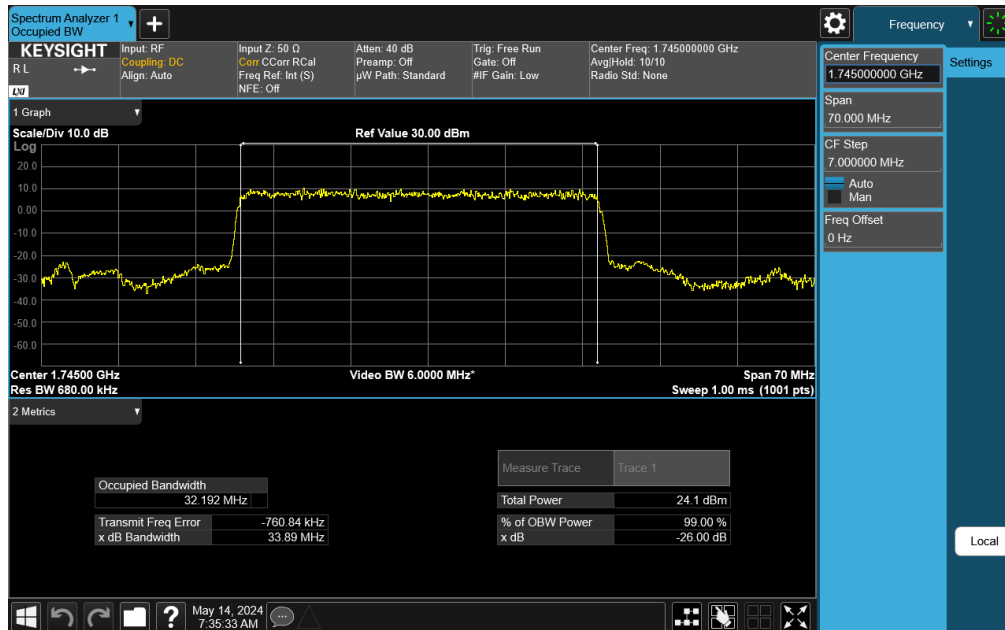 Spectrum Analyzer 1
Occupied BW
+
Frequency
KEYSIGHT
R L
LXI
Input: RF
Coupling: DC
Align: Auto
Input Z: 50 Ω
Corr CCorr RCal
Freq Ref: Int (S)
NFE: Off
Atten: 40 dB
Preamp: Off
µW Path: Standard
Trig: Free Run
Gate: Off
#IF Gain: Low
Center Freq: 1.745000000 GHz
Avg|Hold: 10/10
Radio Std: None
1 Graph
Scale/Div 10.0 dB
Ref Value 30.00 dBm
Log
20.0
10.0
0.00
-10.0
-20.0
-30.0
-40.0
-50.0
-60.0
Center 1.74500 GHz
Video BW 6.0000 MHz*
Span 70 MHz
Res BW 680.00 kHz
Sweep 1.00 ms (1001 pts)
2 Metrics
Measure Trace
Trace 1
Occupied Bandwidth
32.192 MHz
Total Power
24.1 dBm
Transmit Freq Error
-760.84 kHz
% of OBW Power
99.00 %
x dB Bandwidth
33.89 MHz
x dB
-26.00 dB
Center Frequency
1.745000000 GHz
Settings
Span
70.000 MHz
CF Step
7.000000 MHz
Auto
Man
Freq Offset
0 Hz
Local
?
May 14, 2024
7:35:33 AM